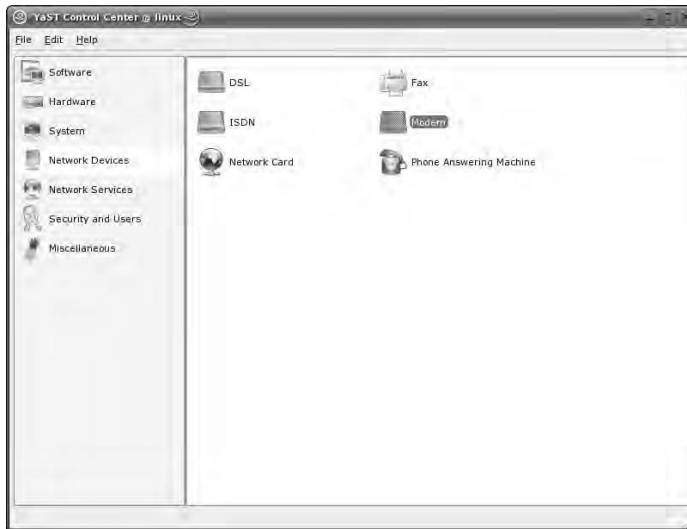 YaST Control Center @ linux
File Edit Help
Software
Hardware
System
Network Devices
Network Services
Security and Users
Miscellaneous
DSL
Fax
ISDN
Modem
Network Card
Phone Answering Machine